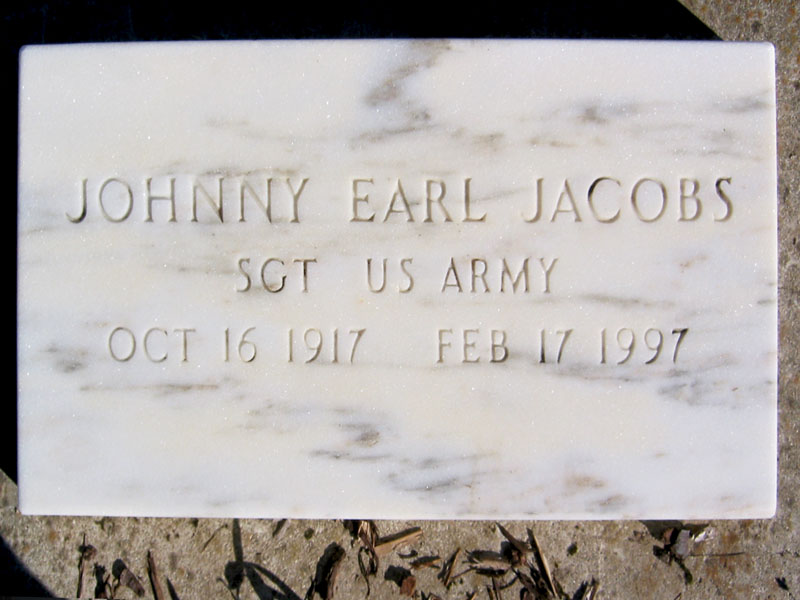 JOHNNY EARL JACOBS
SGT US ARMY
OCT 16 1917 FEB 17 1997